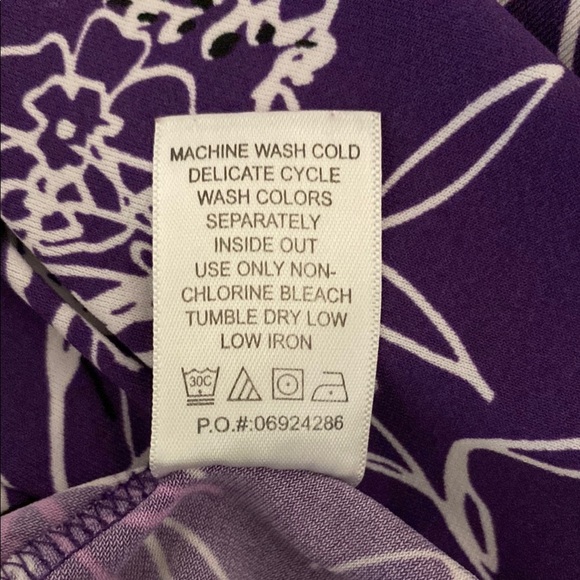 MACHINE WASH COLD
DELICATE CYCLE
WASH COLORS
SEPARATELY
INSIDE OUT
USE ONLY NON-
CHLORINE BLEACH
TUMBLE DRY LOW
LOW IRON
30C
P.O.#:06924286